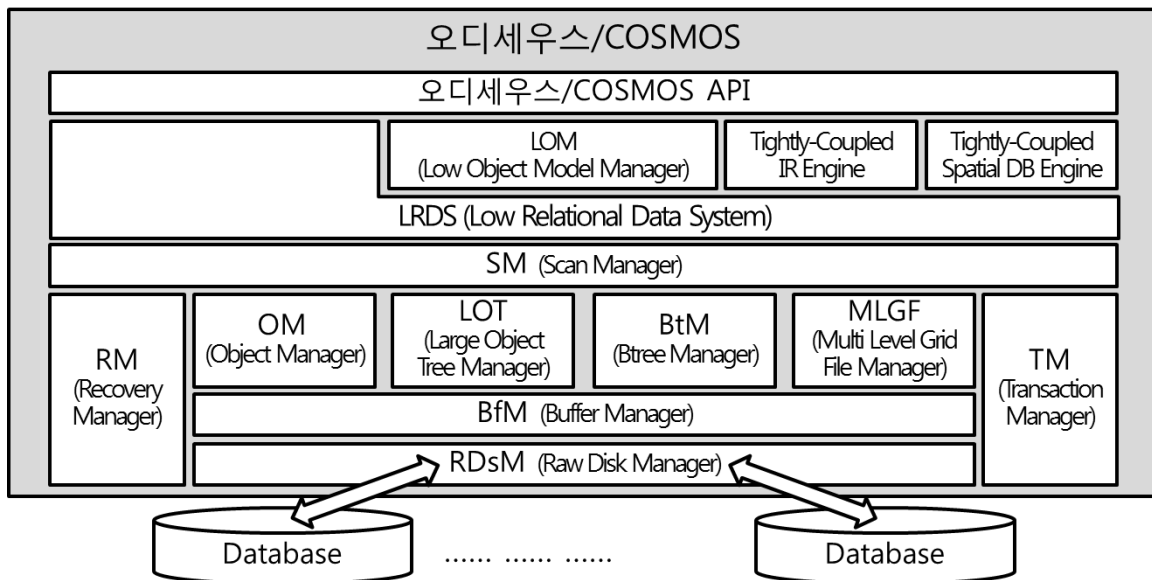 오디세우스/COSMOS
오디세우스/COSMOS API
LOM
(Low Object Model Manager)
Tightly-Coupled
IR Engine
Tightly-Coupled
Spatial DB Engine
LRDS (Low Relational Data System)
SM (Scan Manager)
RM
(Recovery
Manager)
OM
(Object Manager)
LOT
(Large Object
Tree Manager)
BtM
(Btree Manager)
MLGF
(Multi Level Grid
File Manager)
TM
(Transaction
Manager)
BfM (Buffer Manager)
RDsM (Raw Disk Manager)
Database
...... ...... ......
Database